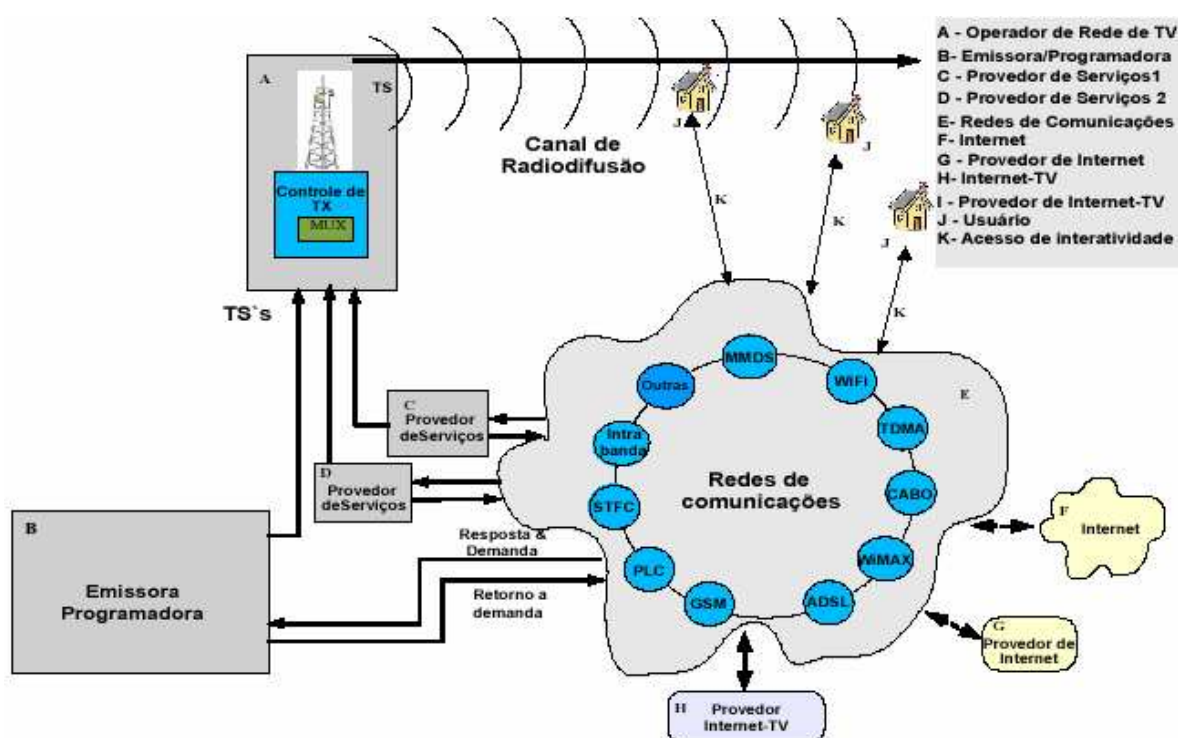 A
TS
Controle de
TX
MUX
TS`s
Canal de
Radiodifusão
J
J
J
K
K
K
A - Operador de Rede de TV
B- Emissora/Programadora
C - Provedor de Serviços1
D - Provedor de Serviços 2
E- Redes de Comunicações
F- Internet
G - Provedor de Internet
H- Internet-TV
I - Provedor de Internet-TV
J - Usuário
K- Acesso de interatividade
C
Provedor
deServiços
D
Provedor
deServiços
B
Emissora
Programadora
Resposta &
Demanda
Retorno a
demanda
MMDS
WiFi
TDMA
CABO
WiMAX
ADSL
GSM
PLC
STFC
Intra
banda
Outras
Redes de
comunicações
E
F
Internet
G
Provedor de
Internet
H
Provedor
Internet-TV